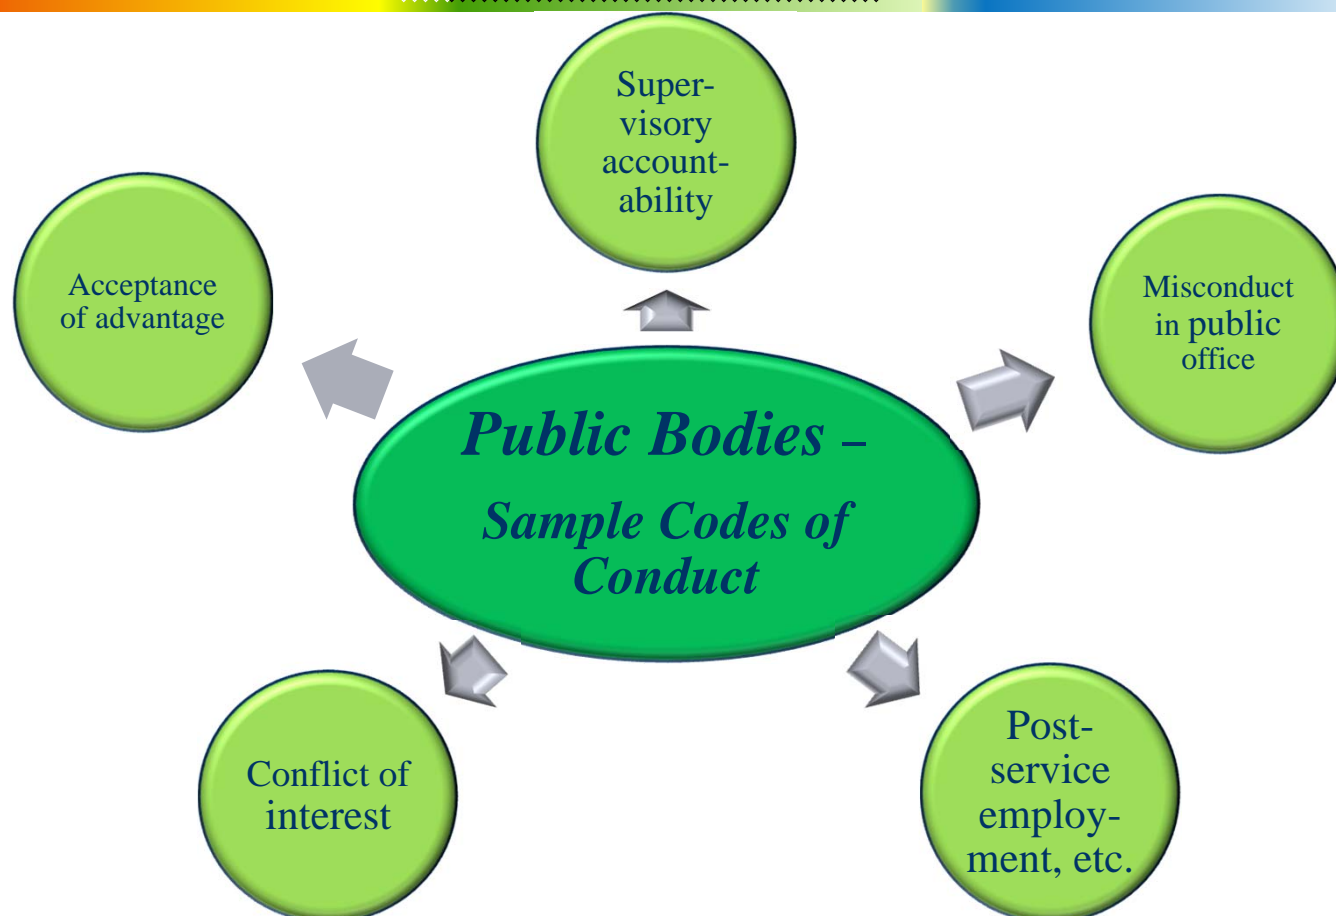 Super-
visory
account-
ability
Acceptance
of advantage
Misconduct
in public
office
Public Bodies –
Sample Codes of
Conduct
Conflict of
interest
Post-
service
employ-
ment, etc.